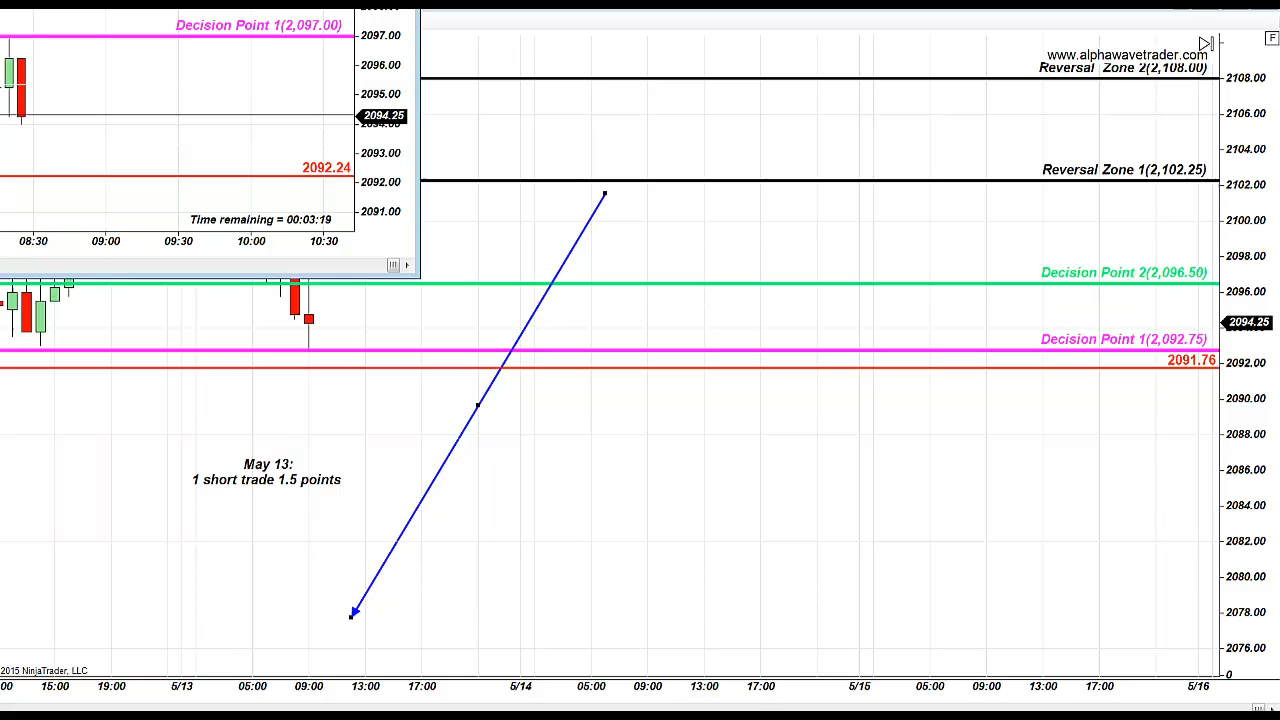 Decision Point 1(2,097.00)
2097.00
2096.00
2095.00
2094.25
2093.00
2092.24
2092.00
2091.00
Time remaining = 00:03:19
08:30 09:00 09:30 10:00 10:30
F
www.alphawavetrader.com
Reversal Zone 2(2,108.00)
2108.00
2106.00
2104.00
Reversal Zone 1(2,102.25)
2102.00
2100.00
2098.00
Decision Point 2(2,096.50)
2096.00
2094.25
Decision Point 1(2,092.75)
2091.76
2092.00
2090.00
2088.00
May 13:
1 short trade 1.5 points
2086.00
2084.00
2082.00
2080.00
2078.00
2076.00
2015 NinjaTrader, LLC
0
:00 15:00 19:00 5/13 05:00 09:00 13:00 17:00 5/14 05:00 09:00 13:00 17:00 5/15 05:00 09:00 13:00 17:00 5/16